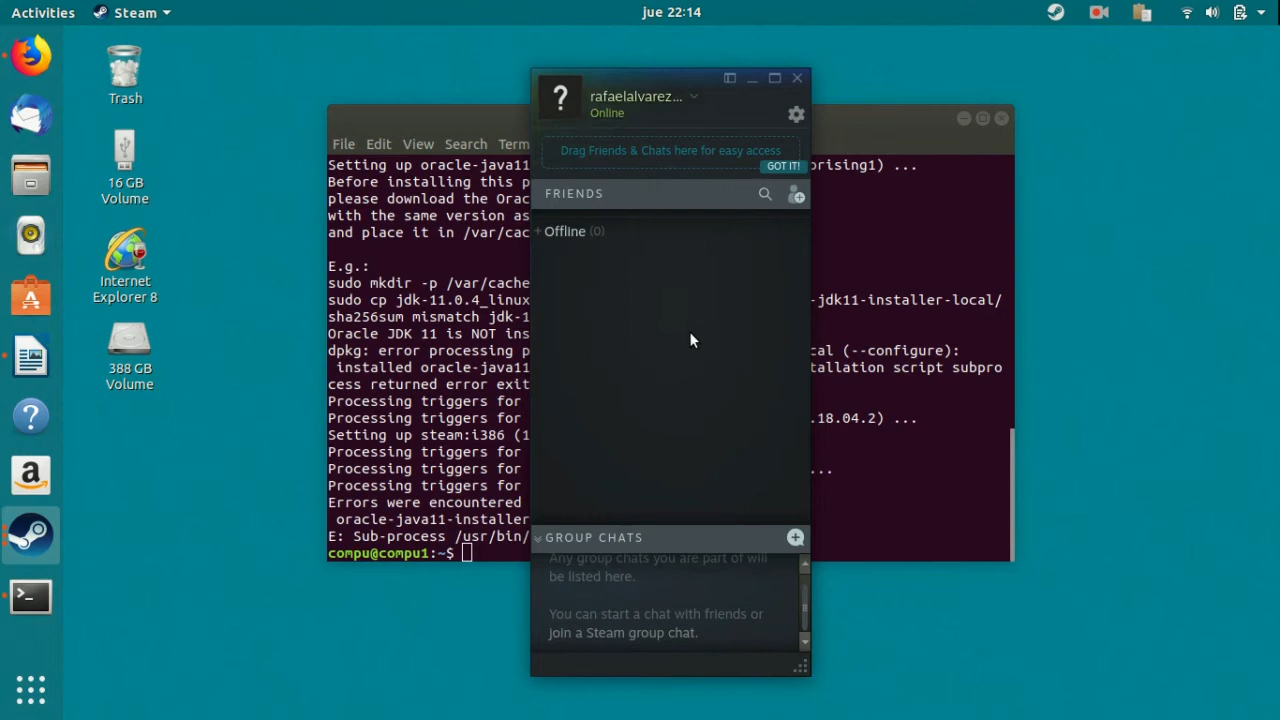 Activities
Steam
jue 22:14
Trash
16 GB
Volume
Internet
Explorer 8
388 GB
Volume
File Edit View Search Term
Setting up oracle-java11
orising1) ...
Before installing this p
please download the Orac
with the same version as
and place it in /var/cac
E.g.:
sudo mkdir -p /var/cache
sudo cp jdk-11.0.4_linux
-jdk11-installer-local/
sha256sum mismatch jdk-1
Oracle JDK 11 is NOT ins
dpkg: error processing p
cal (--configure):
installed oracle-java11
tallation script subpro
cess returned error exit
Processing triggers for
Processing triggers for
.18.04.2) ...
Setting up steam:i386 (1
Processing triggers for
Processing triggers for
...
Processing triggers for
Errors were encountered
oracle-java11-installer
E: Sub-process /usr/bin/
compu@compu1:~$
?
rafaelalvarez...
Online
Drag Friends & Chats here for easy access
GOT IT!
FRIENDS
+ Offline (0)
GROUP CHATS
Any group chats you are part of will
be listed here.
You can start a chat with friends or
join a Steam group chat.